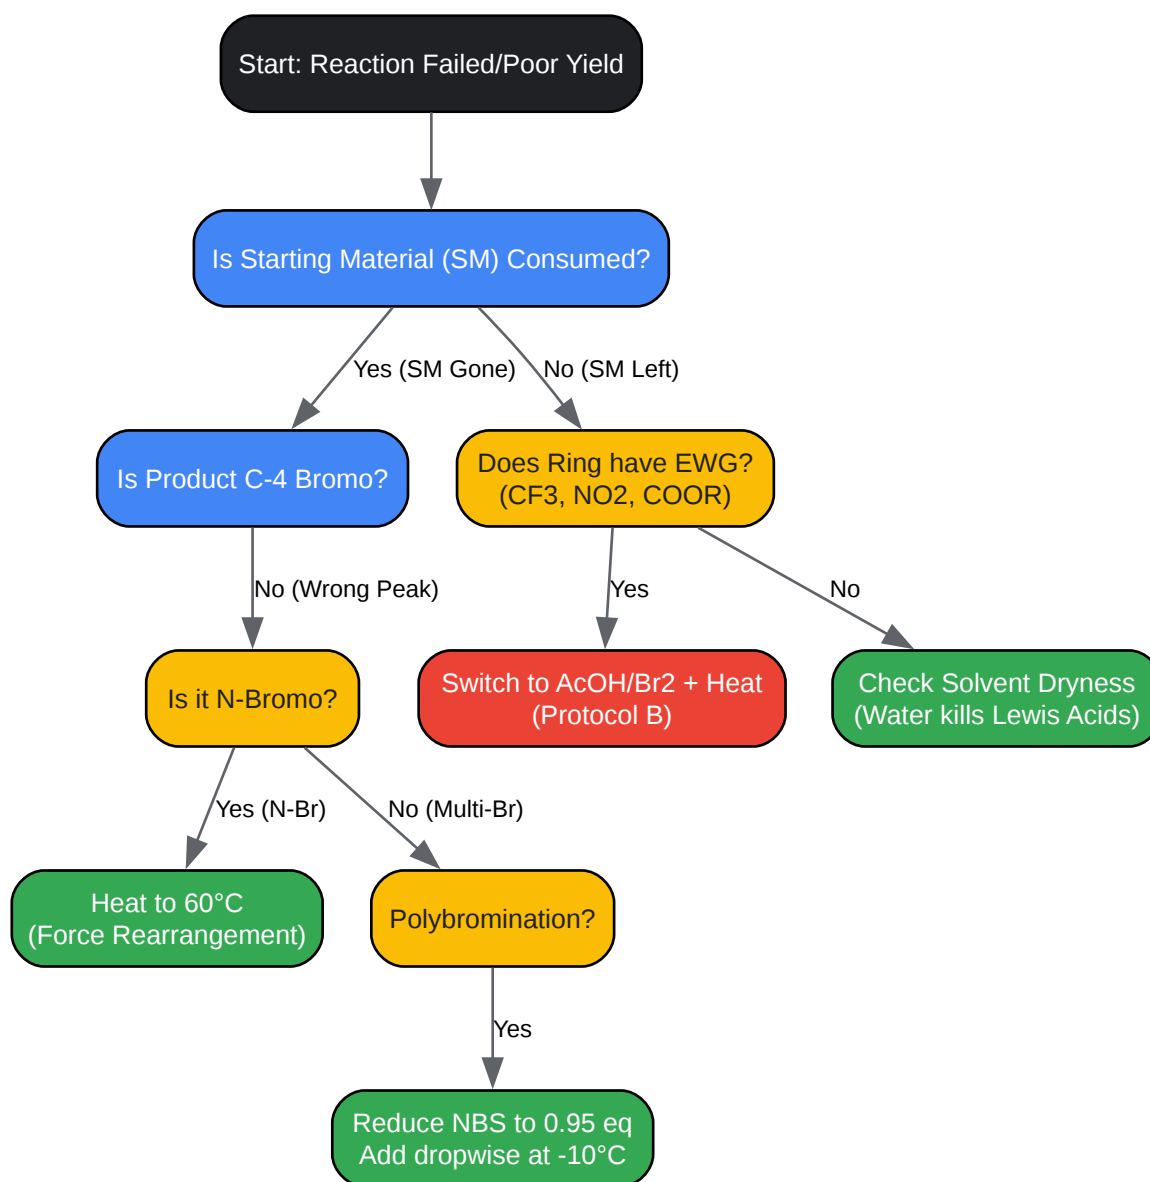 Start: Reaction Failed/Poor Yield
Is Starting Material (SM) Consumed?
Yes (SM Gone)
No (SM Left)
Is Product C-4 Bromo?
Does Ring have EWG?
(CF3, NO2, COOR)
No (Wrong Peak)
Yes
No
Is it N-Bromo?
Switch to AcOH/Br2 + Heat
(Protocol B)
Check Solvent Dryness
(Water kills Lewis Acids)
Yes (N-Br)
No (Multi-Br)
Heat to 60°C
(Force Rearrangement)
Polybromination?
Yes
Reduce NBS to 0.95 eq
Add dropwise at -10°C